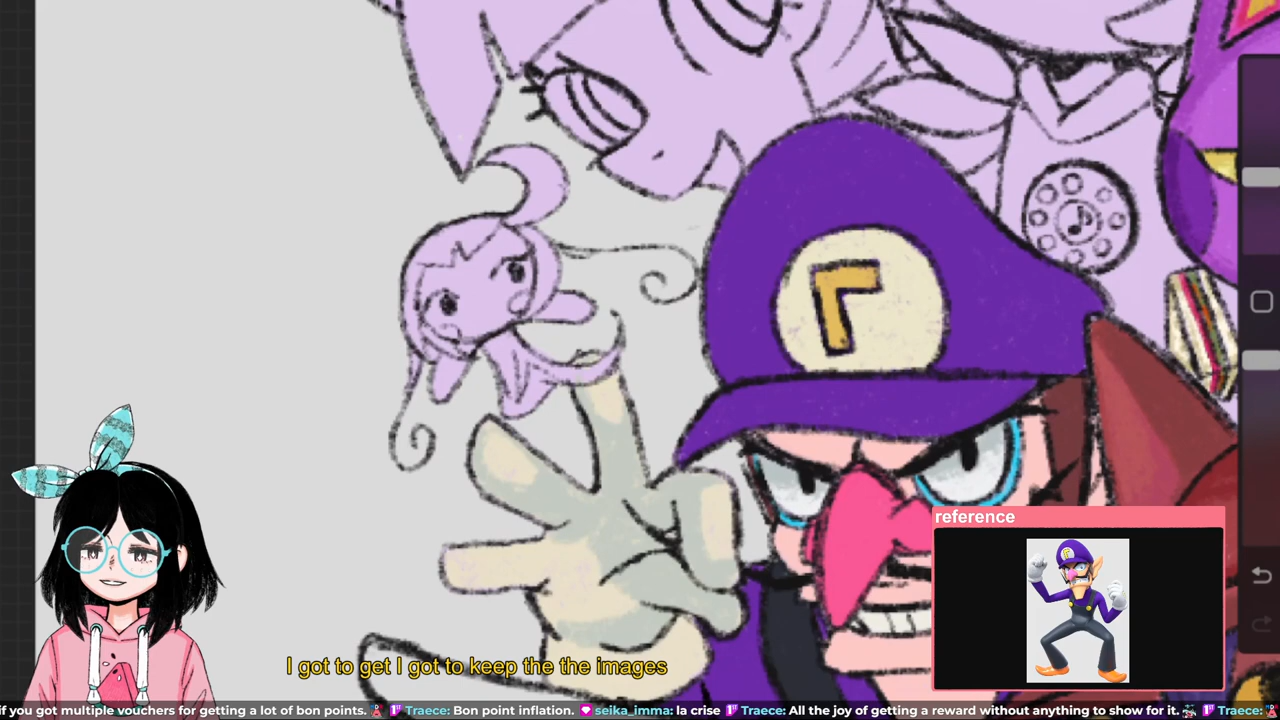 reference
I got to get I got to keep the the images
if you got multiple vouchers for getting a lot of bon points. Traece: Bon point inflation. seika_imma: la crise Traece: All the joy of getting a reward without anything to show for it. Traece: